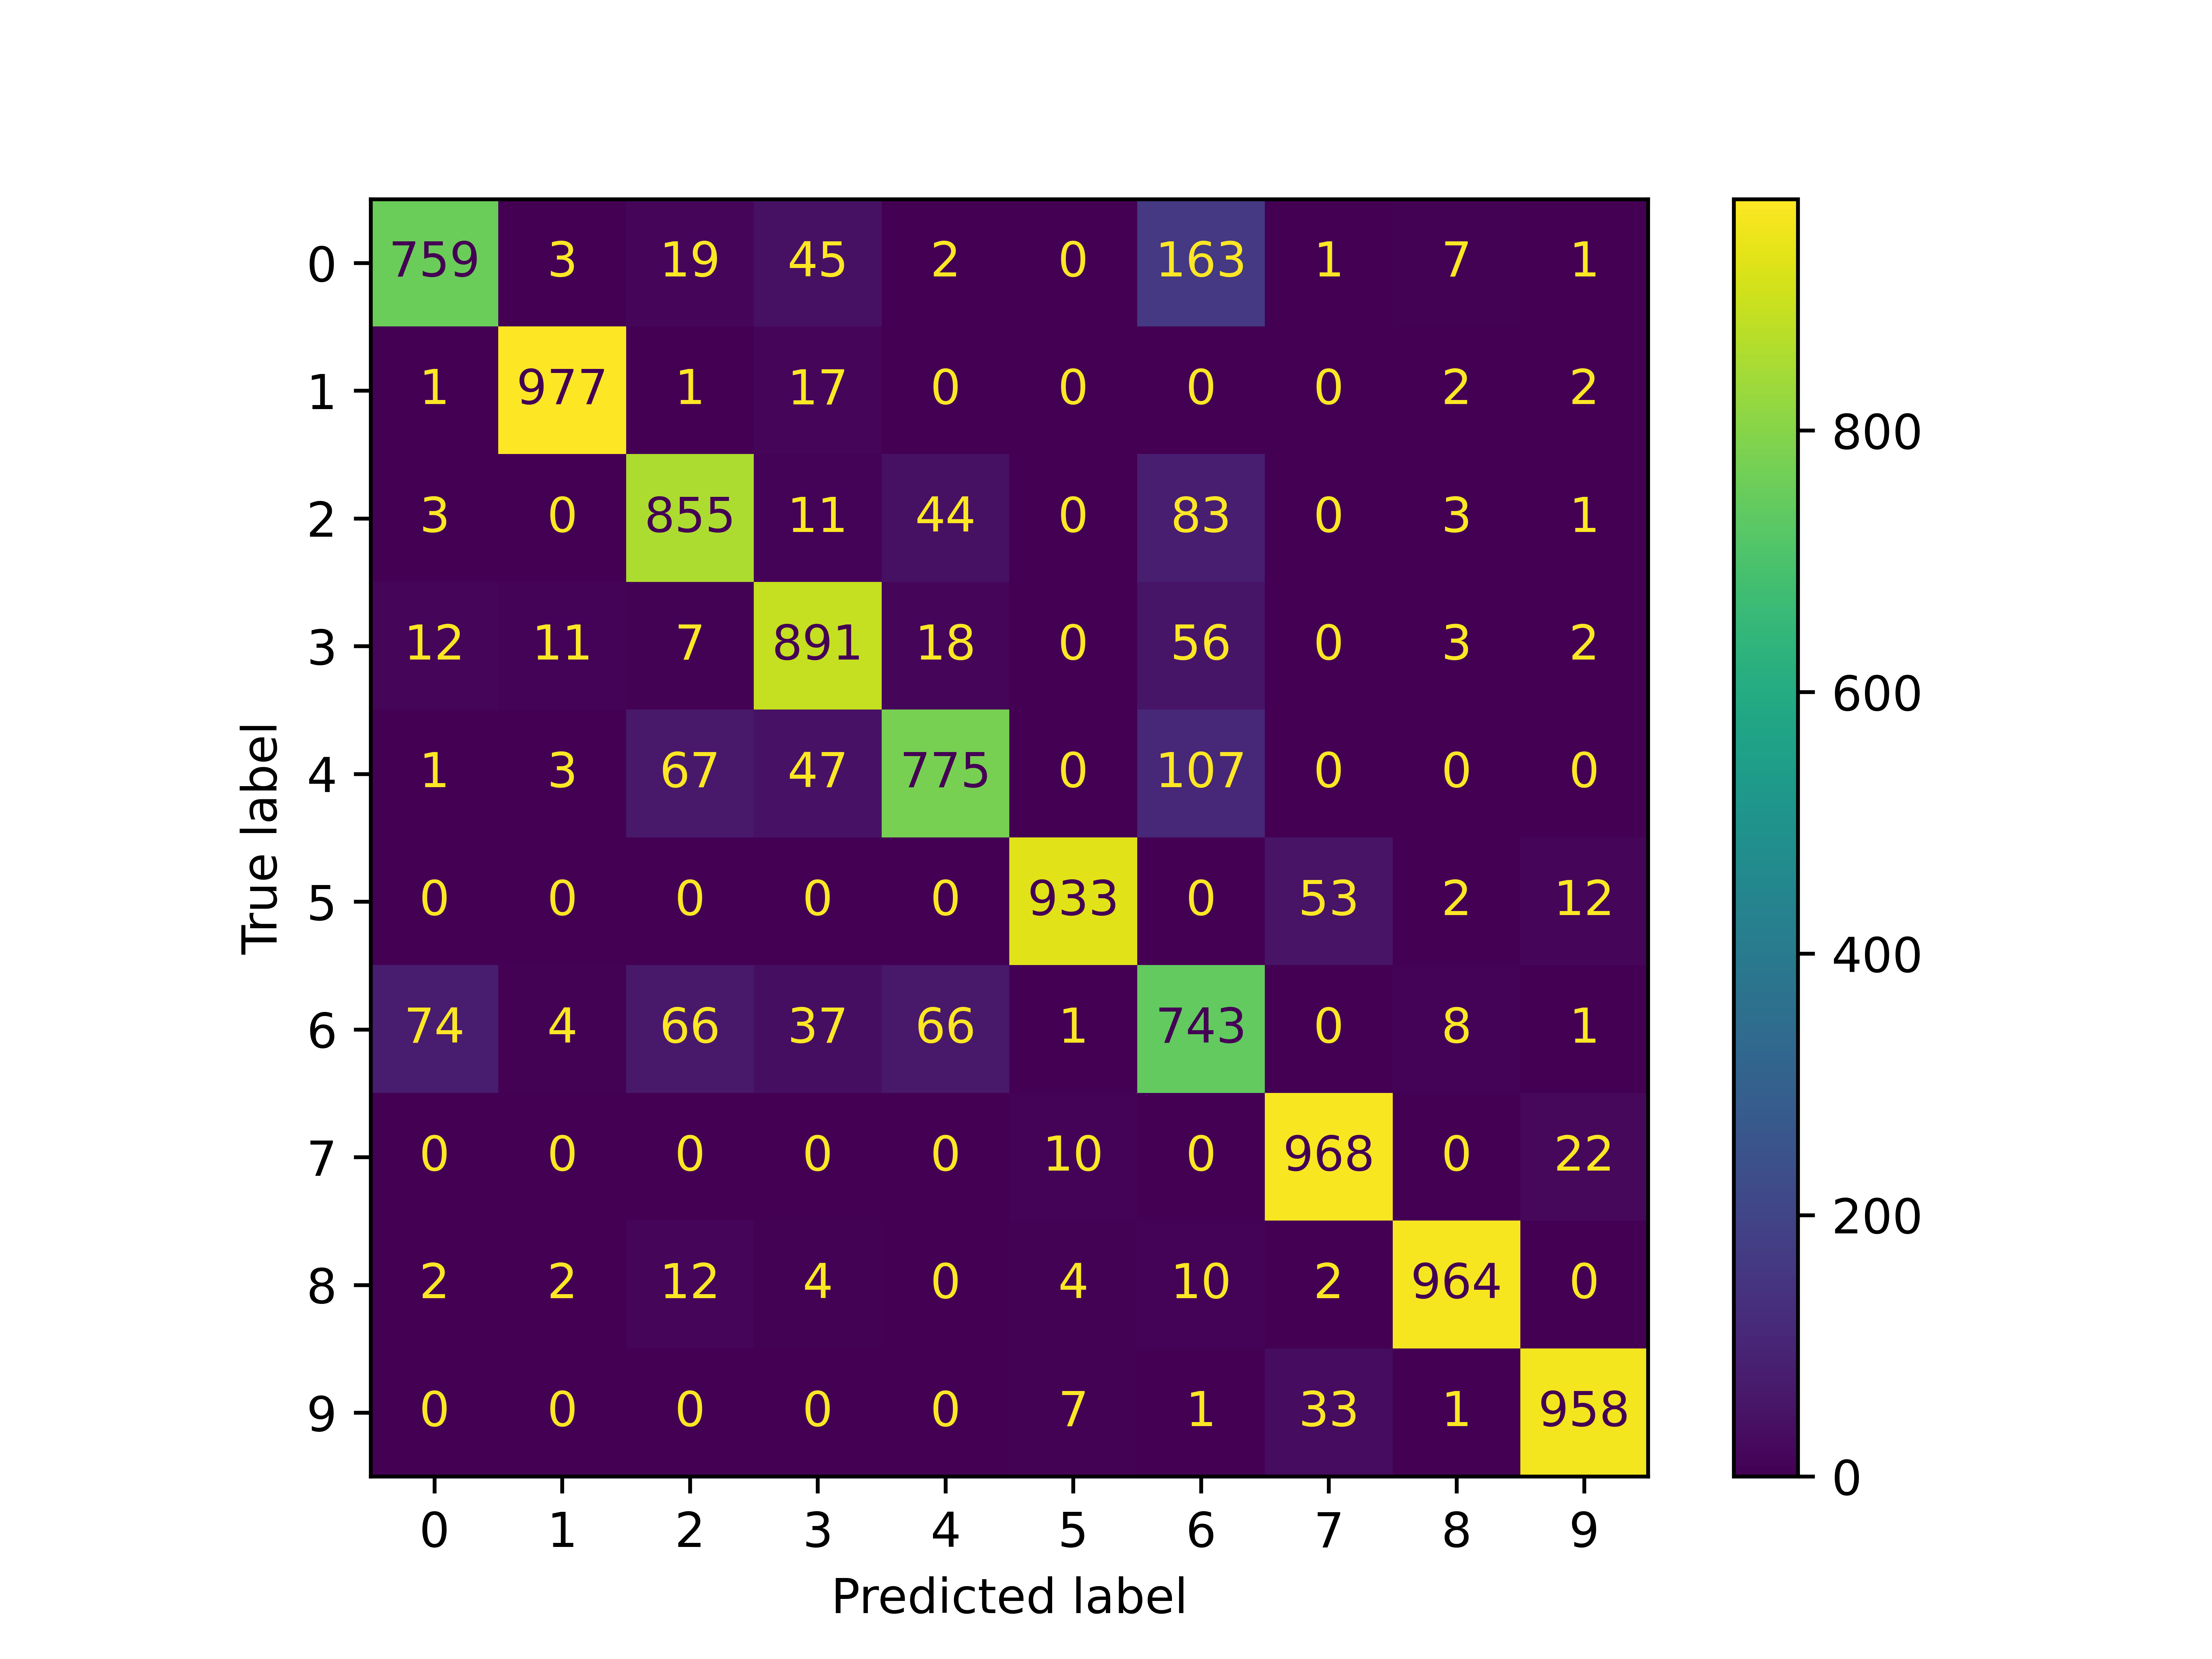 0 759 3 19 45 2 0 163 1 7 1
1 1 977 1 17 0 0 0 0 2 2
2 3 0 855 11 44 0 83 0 3 1
3 12 11 7 891 18 0 56 0 3 2
4 1 3 67 47 775 0 107 0 0 0
5 0 0 0 0 0 933 0 53 2 12
6 74 4 66 37 66 1 743 0 8 1
7 0 0 0 0 0 10 0 968 0 22
8 2 2 12 4 0 4 10 2 964 0
9 0 0 0 0 0 7 1 33 1 958
0 1 2 3 4 5 6 7 8 9
Predicted label
True label
800
600
400
200
0